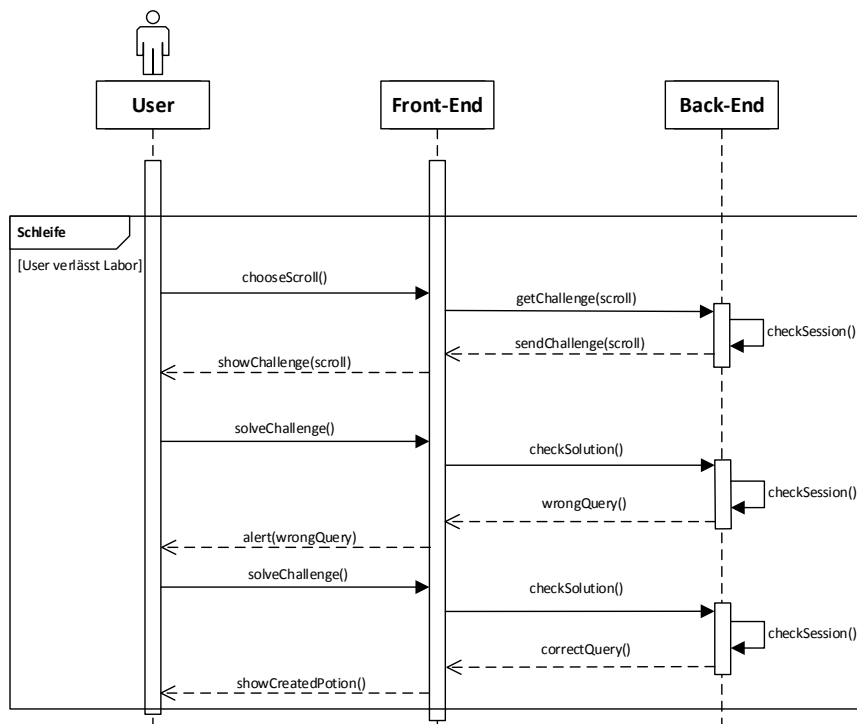 User
Front-End
Back-End
Schleife
[User verlässt Labor]
chooseScroll()
getChallenge(scroll)
checkSession()
sendChallenge(scroll)
showChallenge(scroll)
solveChallenge()
checkSolution()
checkSession()
wrongQuery()
alert(wrongQuery)
solveChallenge()
checkSolution()
checkSession()
correctQuery()
showCreatedPotion()